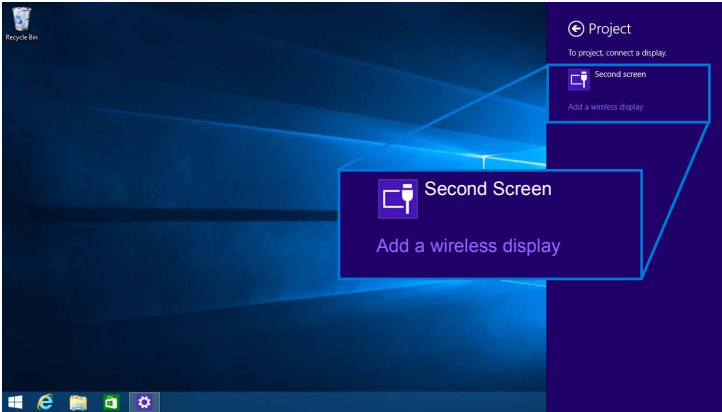 Recycle Bin
Project
To project, connect a display.
Second screen
Add a wireless display
Second Screen
Add a wireless display